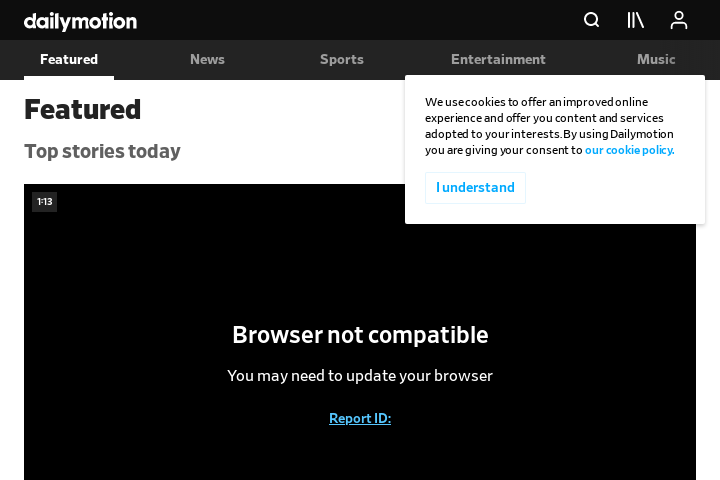 dailymotion
Featured News Sports Entertainment Music
Featured
Top stories today
We use cookies to offer an improved online
experience and offer you content and services
adopted to your interests. By using Dailymotion
you are giving your consent to our cookie policy.
I understand
1:13
Browser not compatible
You may need to update your browser
Report ID: